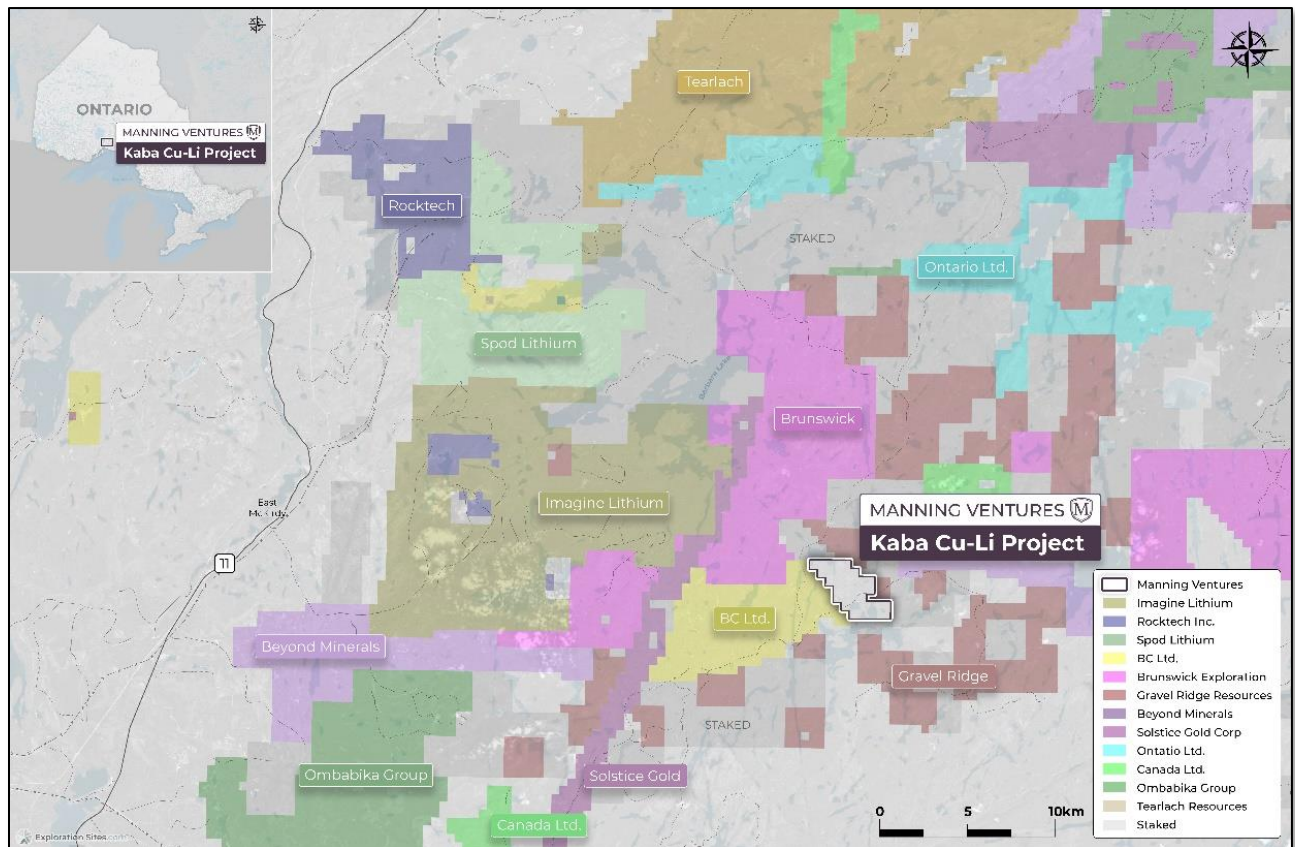 ONTARIO
MANNING VENTURES M
Kaba Cu-Li Project
Tearlach
Rocktech
STAKED
Ontario Ltd.
Spod Lithium
Brunswick
Imagine Lithium
East
MANNING VENTURES M
Kaba Cu-Li Project
11
BC Ltd.
Beyond Minerals
Gravel Ridge
STAKED
Ombabika Group
Solstice Gold
Canada Ltd.
0 5 10km
Manning Ventures
Imagine Lithium
Rocktech Inc.
Spod Lithium
BC Ltd.
Brunswick Exploration
Gravel Ridge Resources
Beyond Minerals
Solstice Gold Corp
Ontatio Ltd.
Canada Ltd.
Ombabika Group
Tearlach Resources
Staked
Exploration Sites